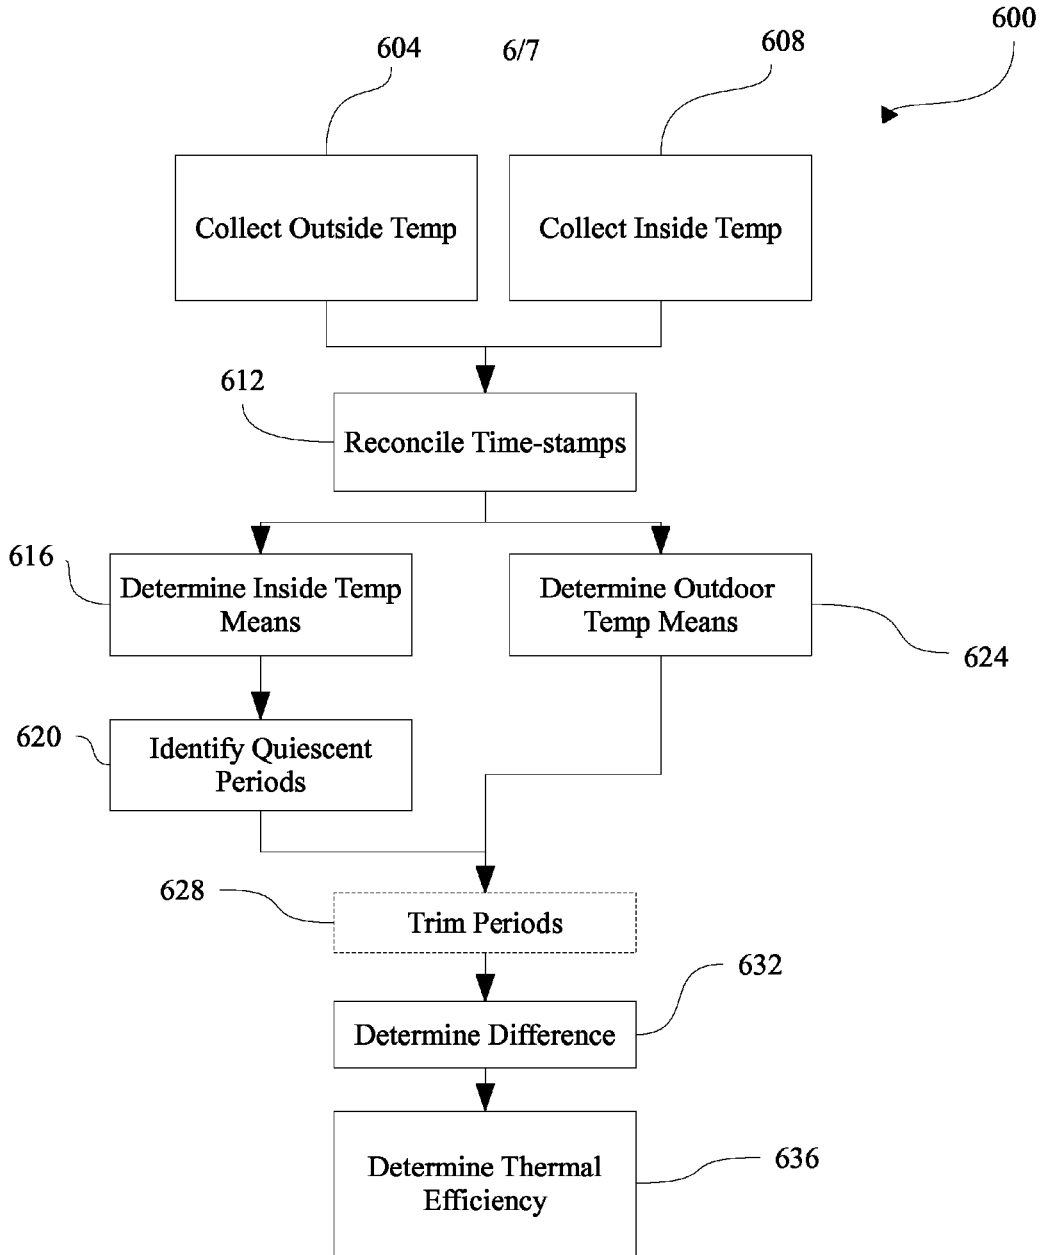 600
604
6/7
608
Collect Outside Temp
Collect Inside Temp
612
Reconcile Time-stamps
616
Determine Inside Temp
Means
Determine Outdoor
Temp Means
624
620
Identify Quiescent
Periods
628
Trim Periods
632
Determine Difference
636
Determine Thermal
Efficiency